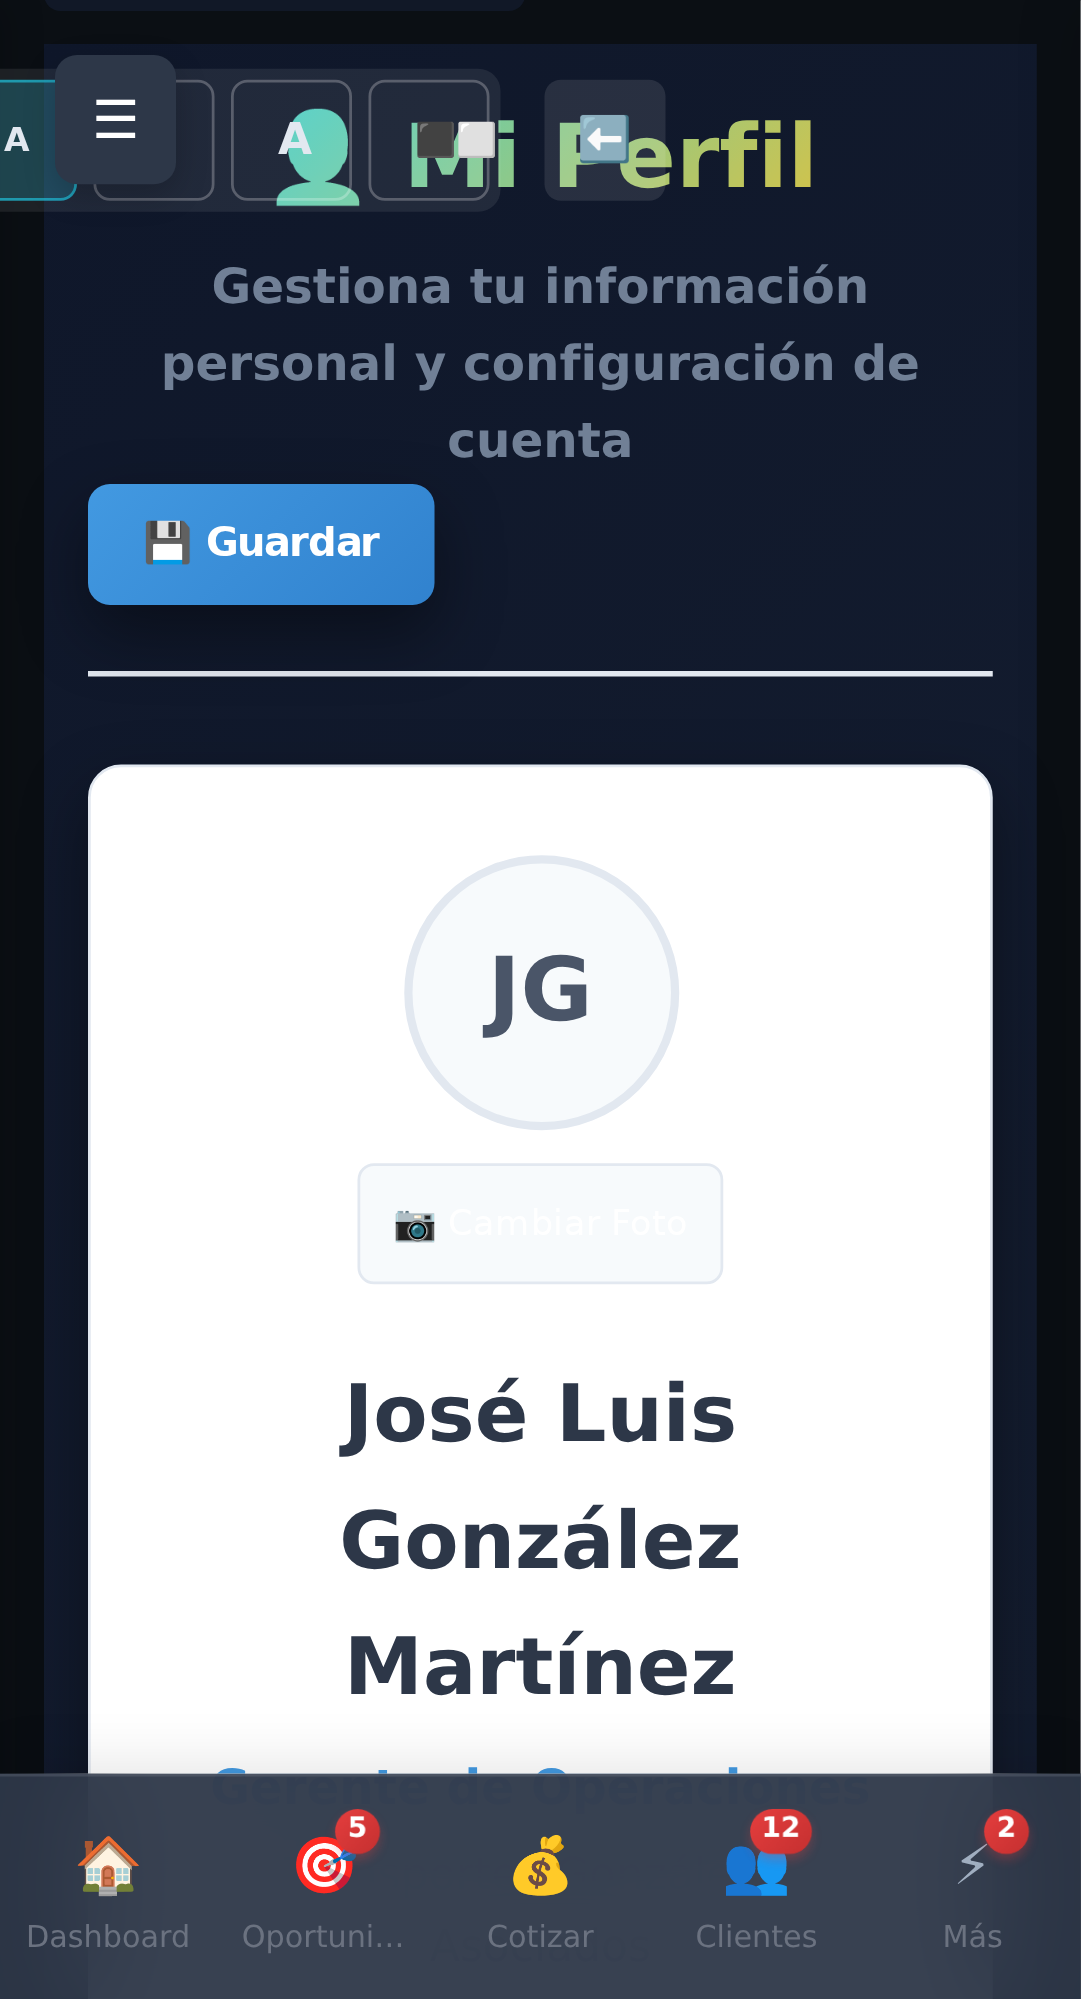 A
☰
A
👤 Mi Perfil
Gestiona tu información
personal y configuración de
cuenta
💾 Guardar
JG
📷 Cambiar Foto
José Luis
González
Martínez
Gerente de Operaciones
5
12
2
Dashboard
Oportuni...
Cotizar
Clientes
Más